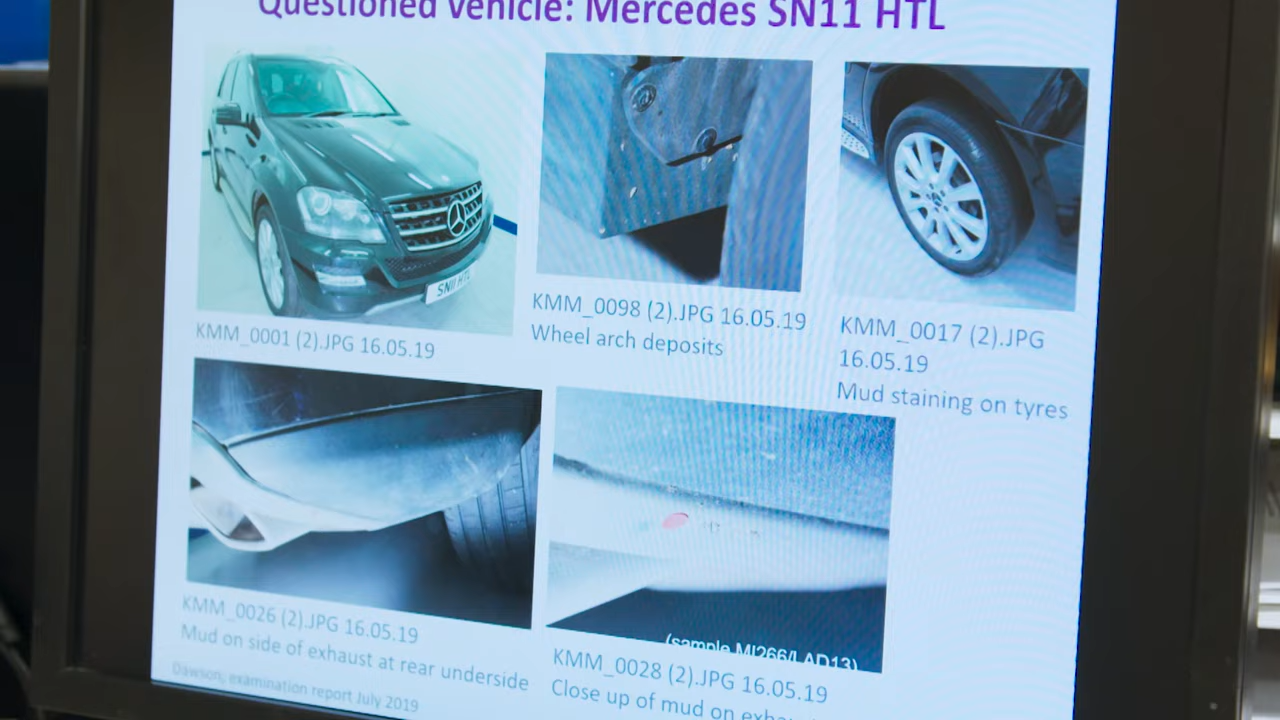 Questioned vehicle: Mercedes SN11 HTL
SN11 HTL
KMM_0001 (2).JPG 16.05.19
KMM_0098 (2).JPG 16.05.19
Wheel arch deposits
KMM_0017 (2).JPG
16.05.19
Mud staining on tyres
KMM_0026 (2).JPG 16.05.19
Mud on side of exhaust at rear underside
(sample MI266/LAD13)
KMM_0028 (2).JPG 16.05.19
Close up of mud on
Dawson, examination report July 2019